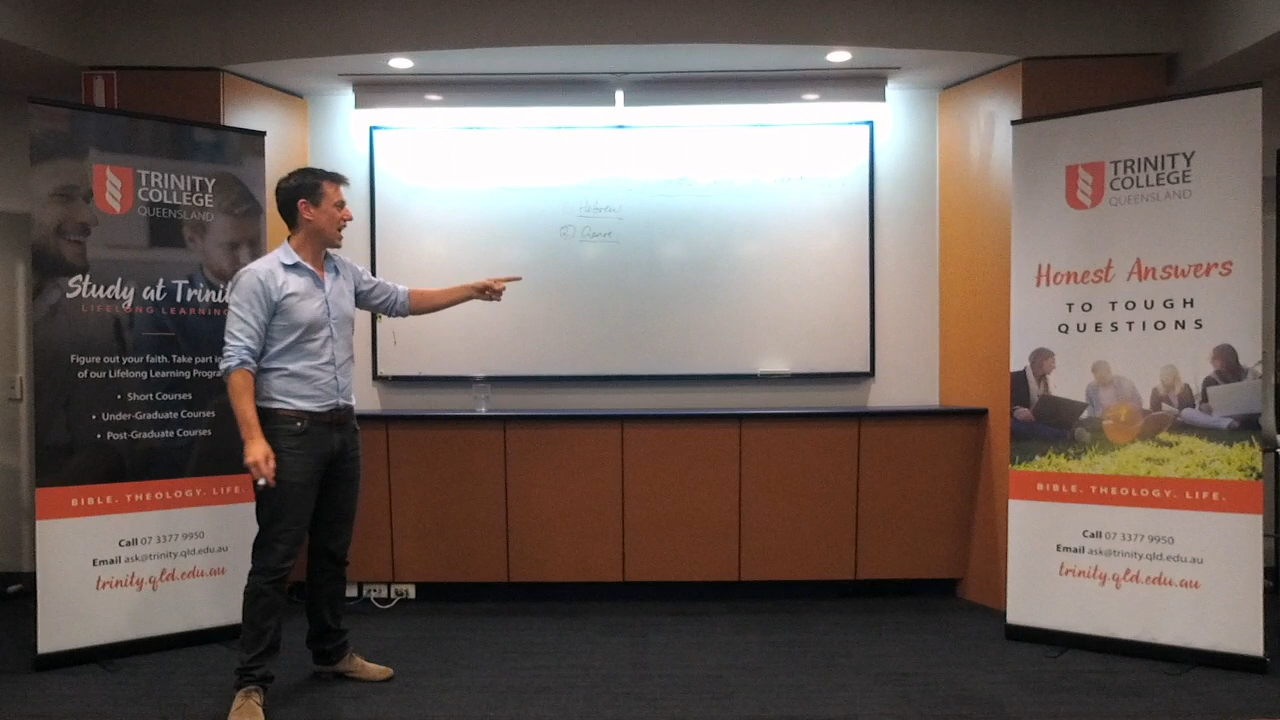 TRINITY
COLLEGE
QUEENSLAND
Study at Trinit
LIFELONG LEARNING
Figure out your faith. Take part in
of our Lifelong Learning Progra
• Short Courses
• Under-Graduate Courses
• Post-Graduate Courses
BIBLE. THEOLOGY. LIFE.
Call 07 3377 9950
Email ask@trinity.qld.edu.au
trinity.qld.edu.au
Hebrew
Genre
TRINITY
COLLEGE
QUEENSLAND
Honest Answers
TO TOUGH
QUESTIONS
BIBLE. THEOLOGY. LIFE.
Call 07 3377 9950
Email ask@trinity.qld.edu.au
trinity.qld.edu.au